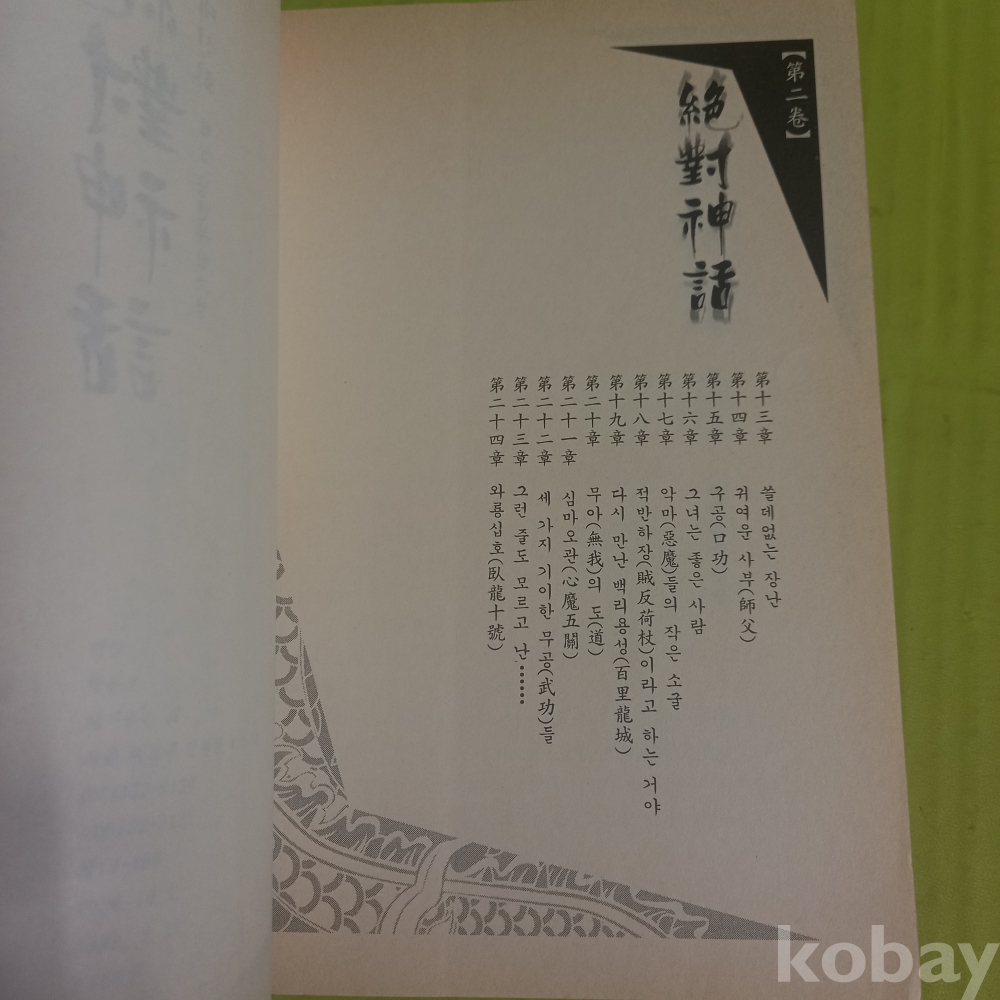 【第二卷】
絕對神話
第十三章 쓸데없는 장난
第十四章 귀여운 사부(師父)
第十五章 구공(口功)
第十六章 그녀는 좋은 사람
第十七章 악마(惡魔)들의 작은 소굴
第十八章 적반하장(賊反荷杖)이라고 하는 거야
第十九章 다시 만난 백리용성(百里龍城)
第二十章 무아(無我)의 도(道)
第二十一章 심마오관(心魔五關)
第二十二章 세 가지 기이한 무공(武功)들
第二十三章 그런 줄도 모르고 난……
第二十四章 와룡십호(臥龍十號)
kobay